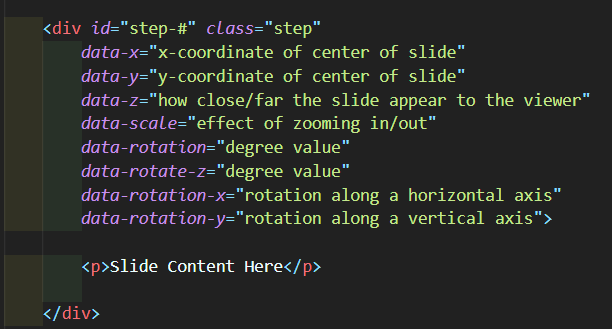 <div id="step-#" class="step"
data-x="x-coordinate of center of slide"
data-y="y-coordinate of center of slide"
data-z="how close/far the slide appear to the viewer"
data-scale="effect of zooming in/out"
data-rotation="degree value"
data-rotate-z="degree value"
data-rotation-x="rotation along a horizontal axis"
data-rotation-y="rotation along a vertical axis">
<p>Slide Content Here</p>
</div>